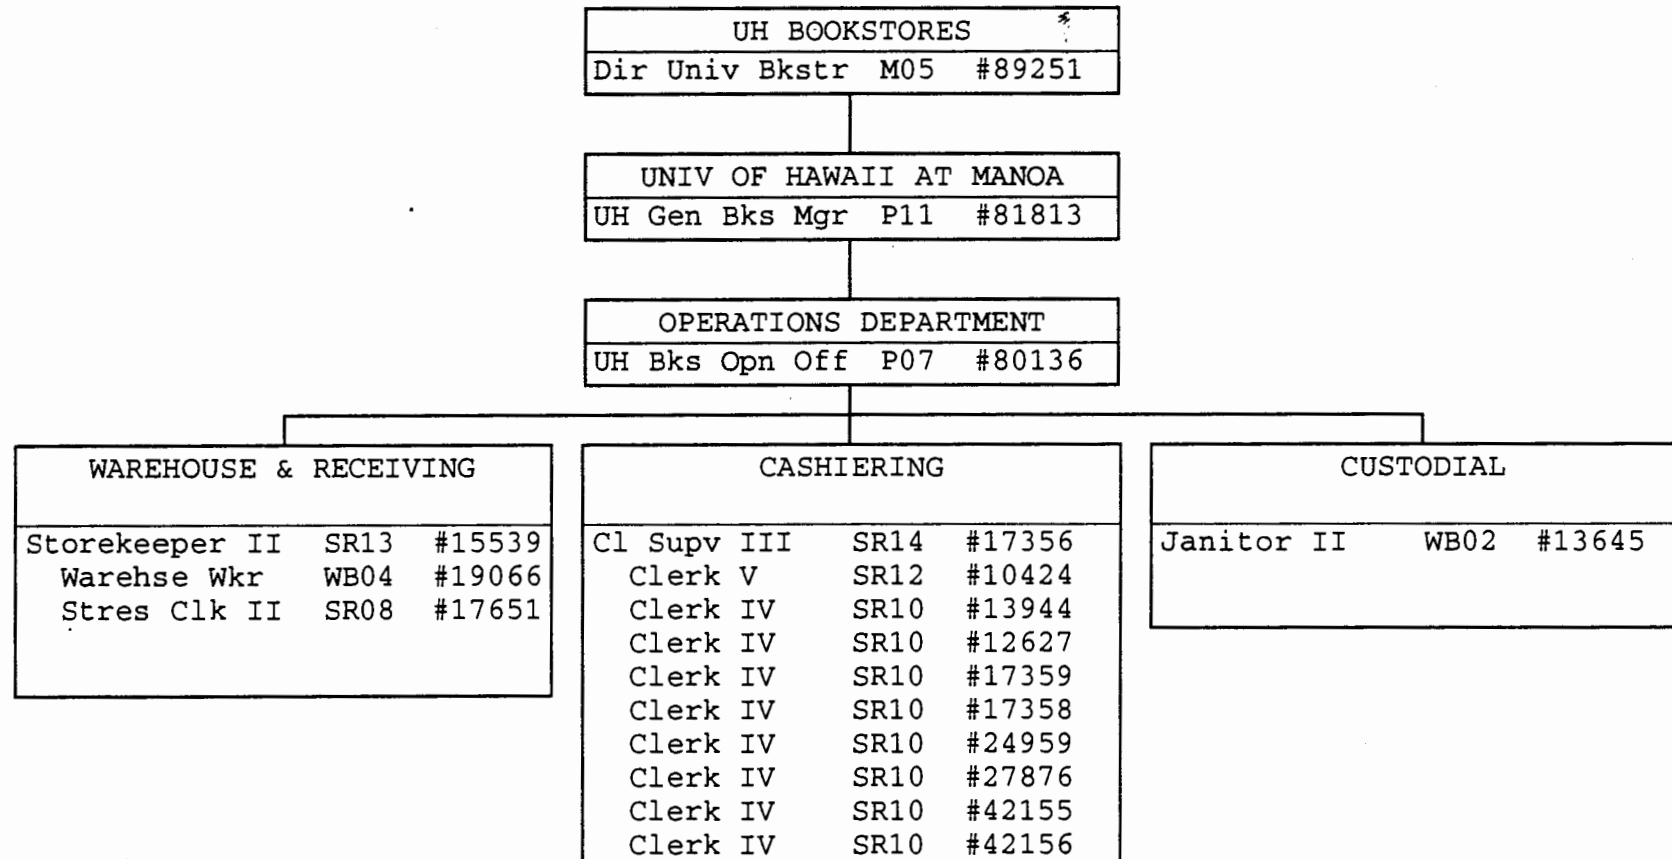 UH BOOKSTORES
Dir Univ Bkstr M05 #89251
UNIV OF HAWAII AT MANOA
UH Gen Bks Mgr P11 #81813
OPERATIONS DEPARTMENT
UH Bks Opn Off P07 #80136
WAREHOUSE & RECEIVING
Storekeeper II SR13 #15539
Warehse Wkr WB04 #19066
Stres Clk II SR08 #17651
CASHIERING
Cl Supv III SR14 #17356
Clerk V SR12 #10424
Clerk IV SR10 #13944
Clerk IV SR10 #12627
Clerk IV SR10 #17359
Clerk IV SR10 #17358
Clerk IV SR10 #24959
Clerk IV SR10 #27876
Clerk IV SR10 #42155
Clerk IV SR10 #42156
CUSTODIAL
Janitor II WB02 #13645